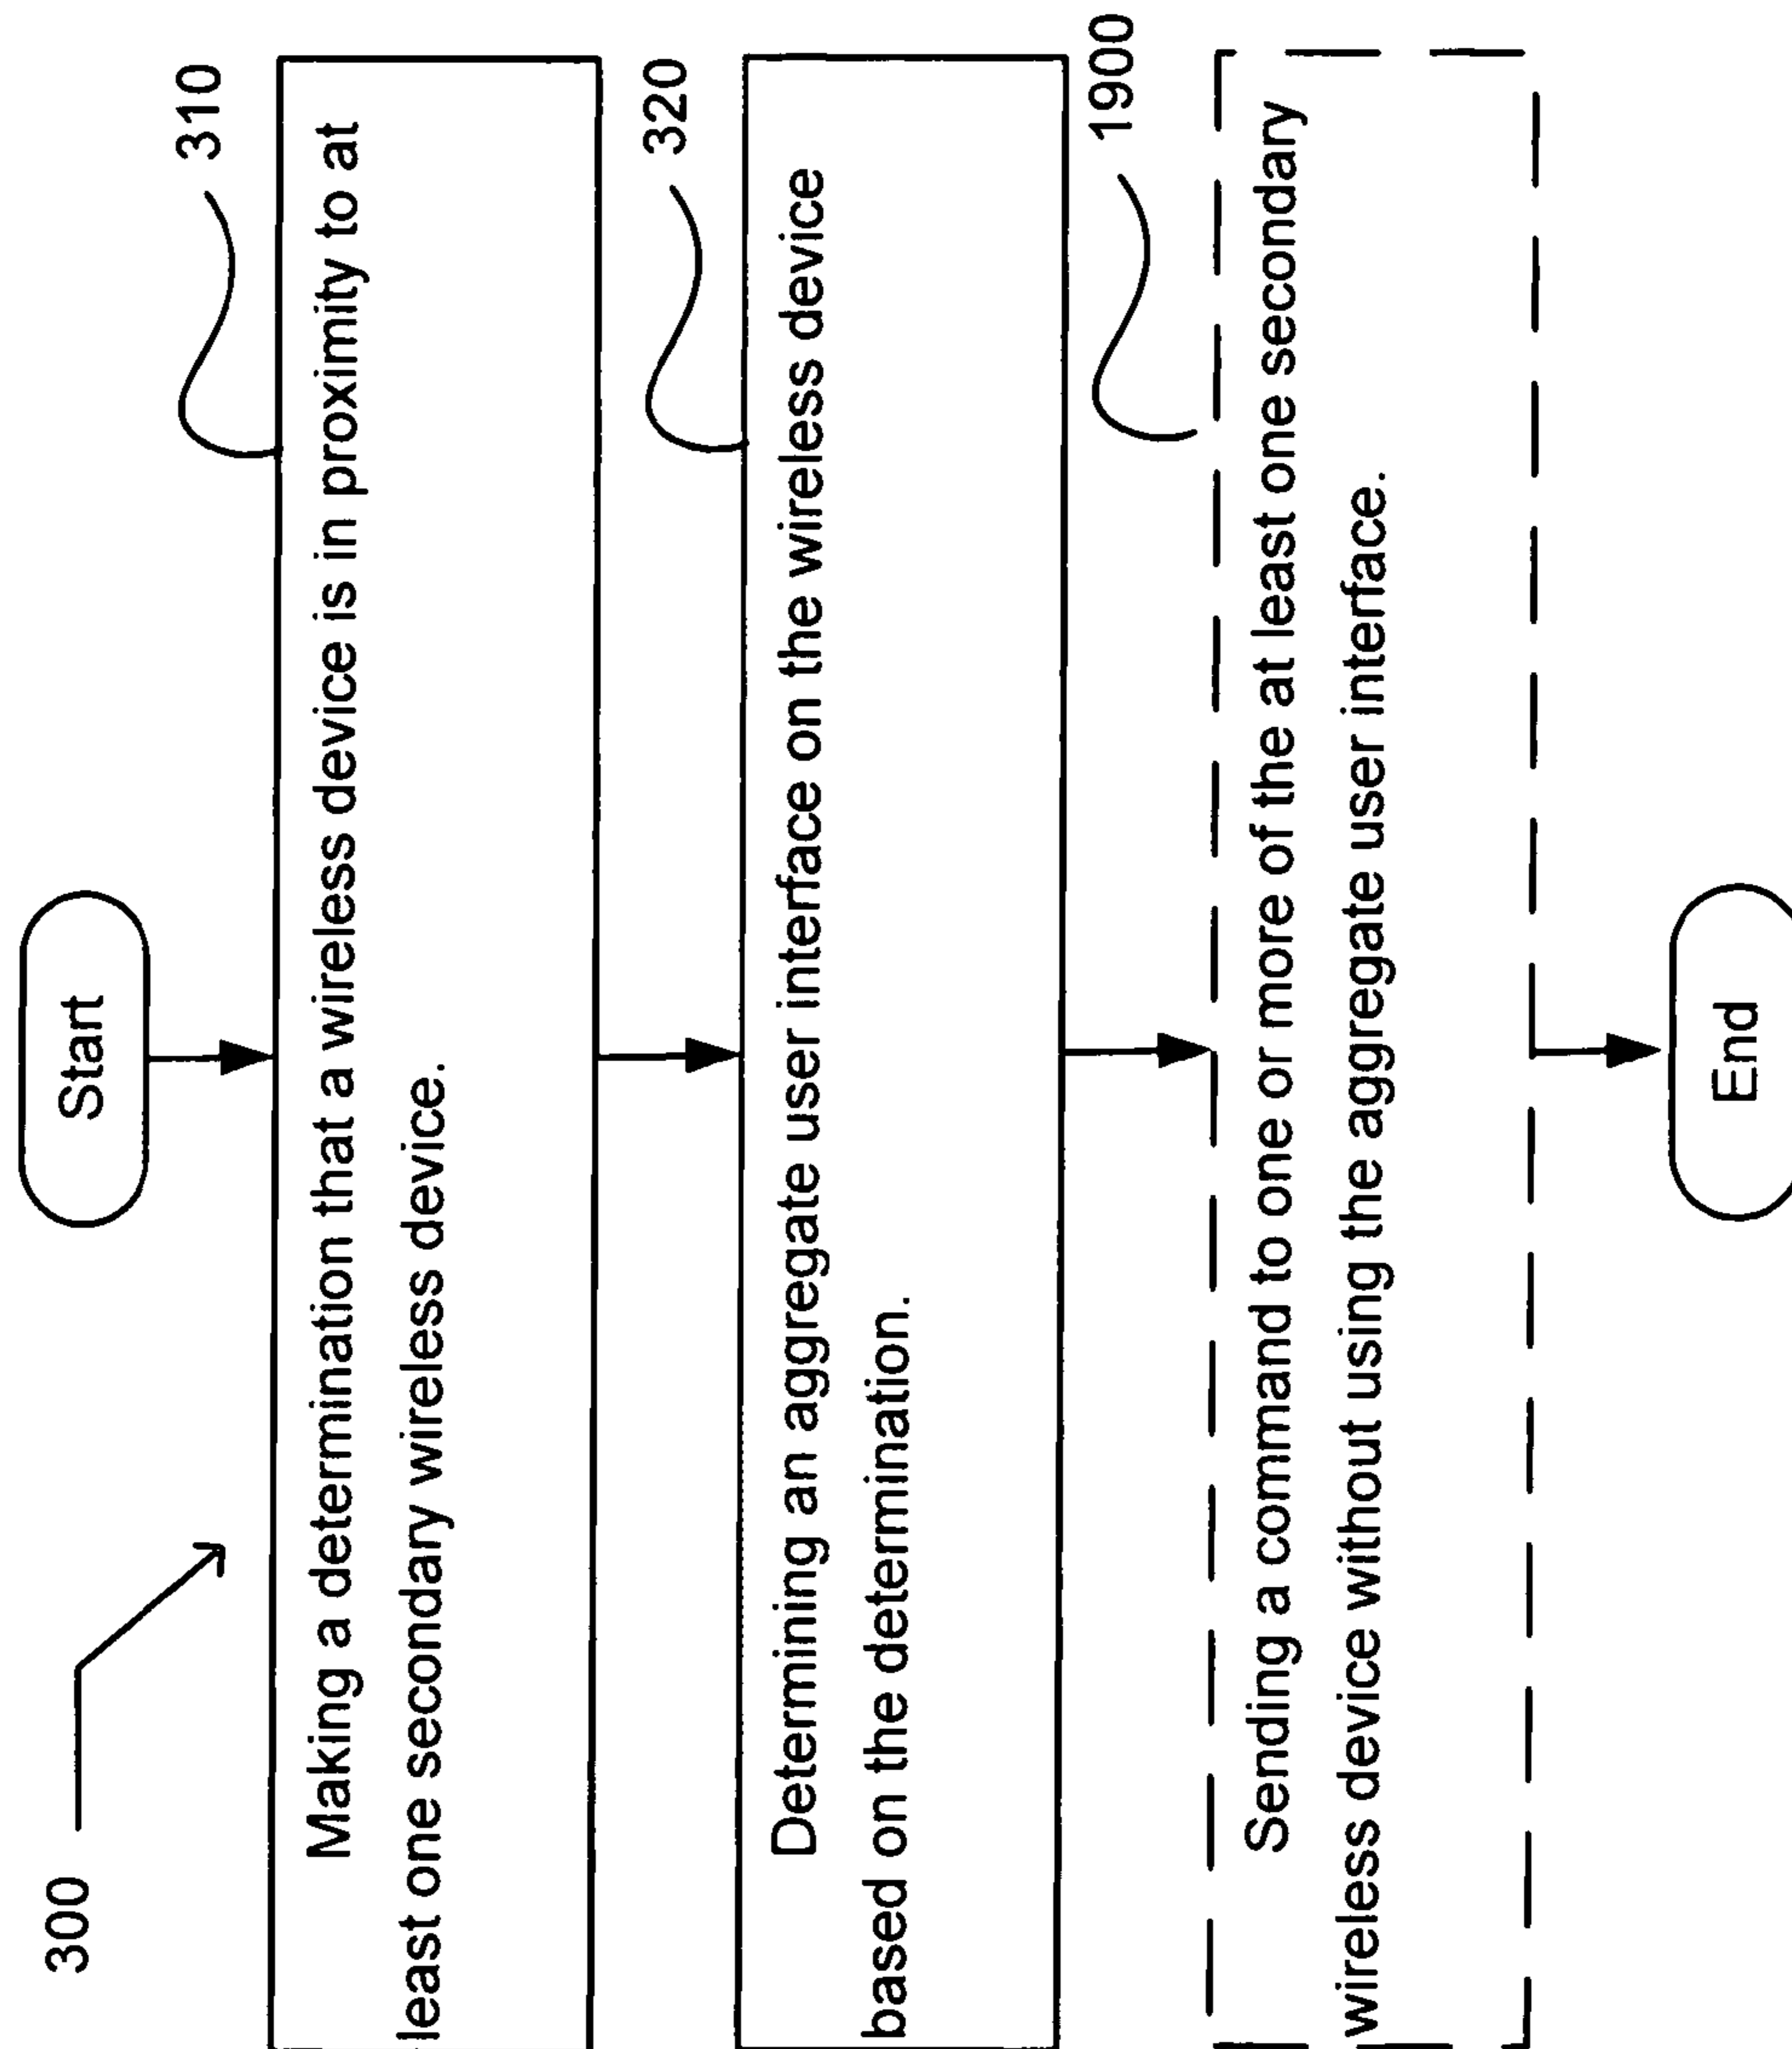 300
Start
310
Making a determination that a wireless device is in proximity to at
least one secondary wireless device.
320
Determining an aggregate user interface on the wireless device
based on the determination.
1900
Sending a command to one or more of the at least one secondary
wireless device without using the aggregate user interface.
End